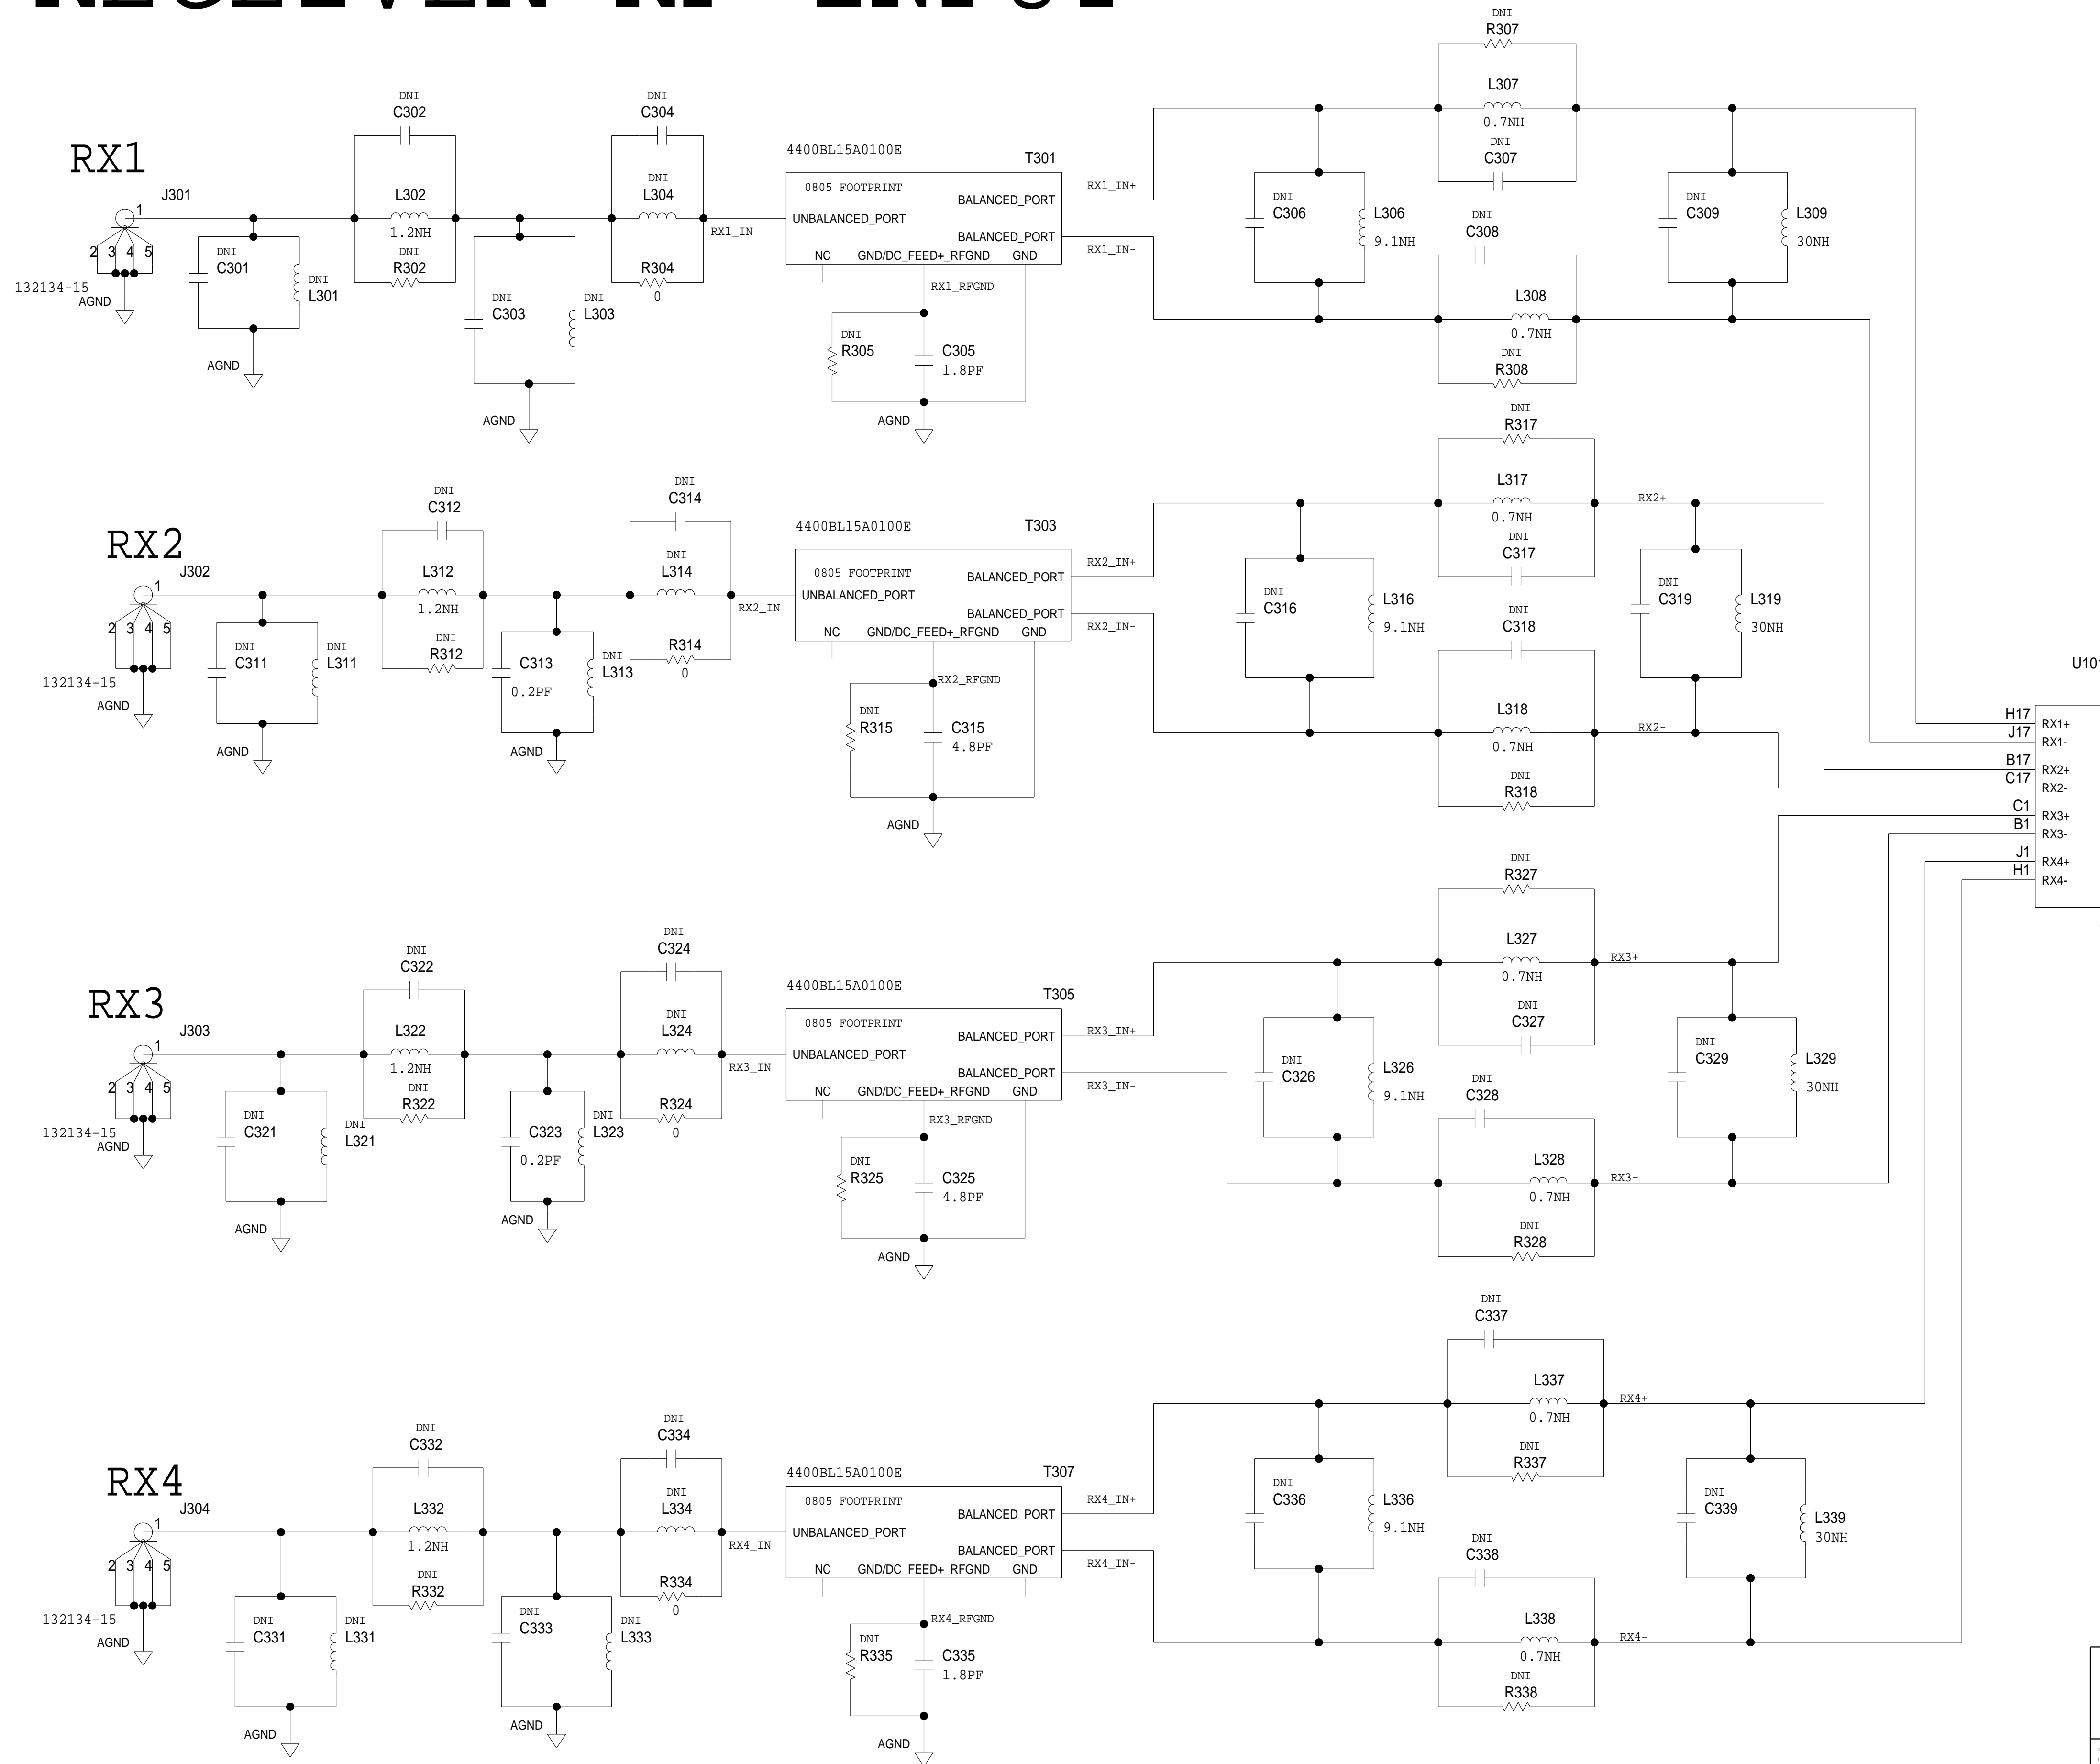 RECEIVER RF INPUT
RX1
J301
1
2 3 4 5
132134-15
AGND
DNI
C301
DNI
L301
AGND
DNI
C302
L302
1.2NH
DNI
R302
DNI
C303
DNI
L303
AGND
DNI
C304
DNI
L304
R304
0
RX1_IN
4400BL15A0100E
T301
0805 FOOTPRINT
BALANCED_PORT
UNBALANCED_PORT
BALANCED_PORT
NC GND/DC_FEED+_RFGND GND
RX1_IN+
RX1_IN-
RX1_RFGND
DNI
R305
C305
1.8PF
AGND
DNI
C306
L306
9.1NH
DNI
R307
L307
0.7NH
DNI
C307
DNI
C308
L308
0.7NH
DNI
R308
DNI
C309
L309
30NH
RX2
J302
1
2 3 4 5
132134-15
AGND
DNI
C311
DNI
L311
AGND
DNI
C312
L312
1.2NH
DNI
R312
C313
0.2PF
DNI
L313
AGND
DNI
C314
DNI
L314
R314
0
RX2_IN
4400BL15A0100E
T303
0805 FOOTPRINT
BALANCED_PORT
UNBALANCED_PORT
BALANCED_PORT
NC GND/DC_FEED+_RFGND GND
RX2_IN+
RX2_IN-
RX2_RFGND
DNI
R315
C315
4.8PF
AGND
DNI
C316
L316
9.1NH
DNI
R317
L317
0.7NH
DNI
C317
DNI
C318
L318
0.7NH
DNI
R318
RX2+
RX2-
DNI
C319
L319
30NH
U101
H17 RX1+
J17 RX1-
B17 RX2+
C17 RX2-
C1 RX3+
B1 RX3-
J1 RX4+
H1 RX4-
RX3
J303
1
2 3 4 5
132134-15
AGND
DNI
C321
DNI
L321
AGND
DNI
C322
L322
1.2NH
DNI
R322
C323
0.2PF
DNI
L323
AGND
DNI
C324
DNI
L324
R324
0
RX3_IN
4400BL15A0100E
T305
0805 FOOTPRINT
BALANCED_PORT
UNBALANCED_PORT
BALANCED_PORT
NC GND/DC_FEED+_RFGND GND
RX3_IN+
RX3_IN-
RX3_RFGND
DNI
R325
C325
4.8PF
AGND
DNI
C326
L326
9.1NH
DNI
R327
L327
0.7NH
DNI
C327
DNI
C328
L328
0.7NH
DNI
R328
RX3+
RX3-
DNI
C329
L329
30NH
RX4
J304
1
2 3 4 5
132134-15
AGND
DNI
C331
DNI
L331
AGND
DNI
C332
L332
1.2NH
DNI
R332
DNI
C333
DNI
L333
AGND
DNI
C334
DNI
L334
R334
0
RX4_IN
4400BL15A0100E
T307
0805 FOOTPRINT
BALANCED_PORT
UNBALANCED_PORT
BALANCED_PORT
NC GND/DC_FEED+_RFGND GND
RX4_IN+
RX4_IN-
RX4_RFGND
DNI
R335
C335
1.8PF
AGND
DNI
C336
L336
9.1NH
DNI
C337
L337
0.7NH
DNI
R337
DNI
C338
L338
0.7NH
DNI
R338
RX4+
RX4-
DNI
C339
L339
30NH